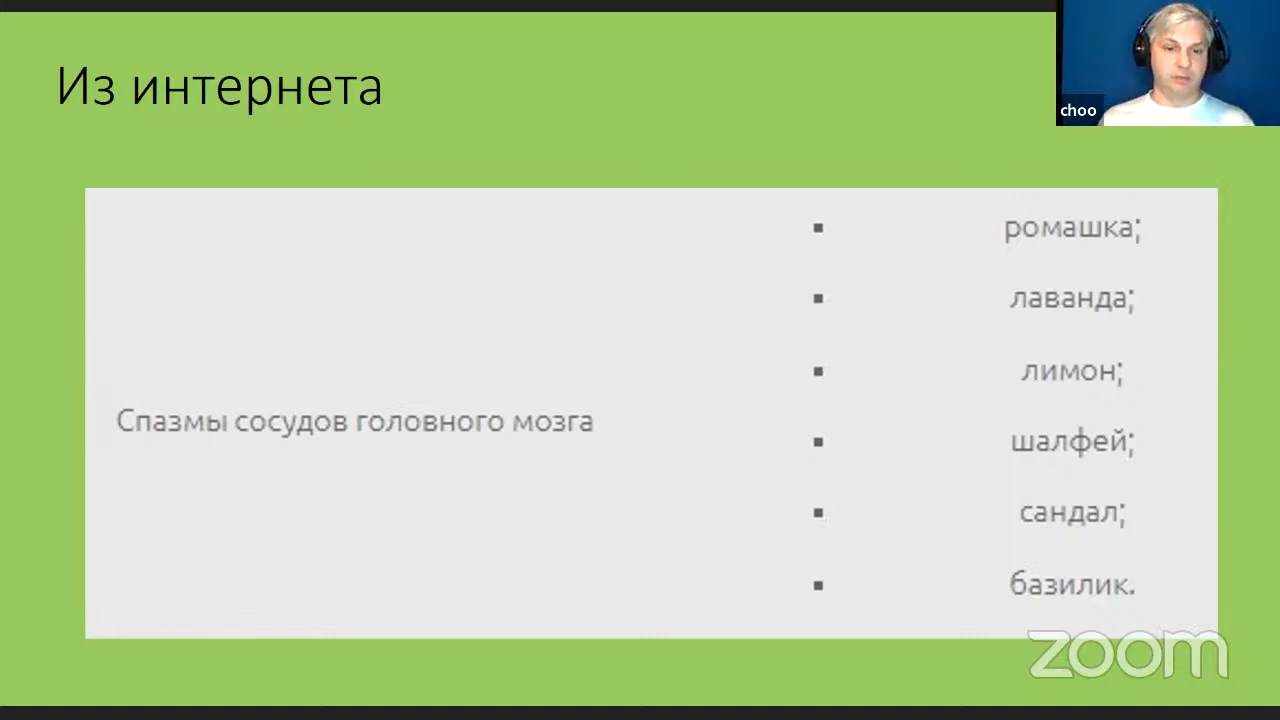 Из интернета
choo
Спазмы сосудов головного мозга
▪ ромашка;
▪ лаванда;
▪ лимон;
▪ шалфей;
▪ сандал;
▪ базилик.
zoom